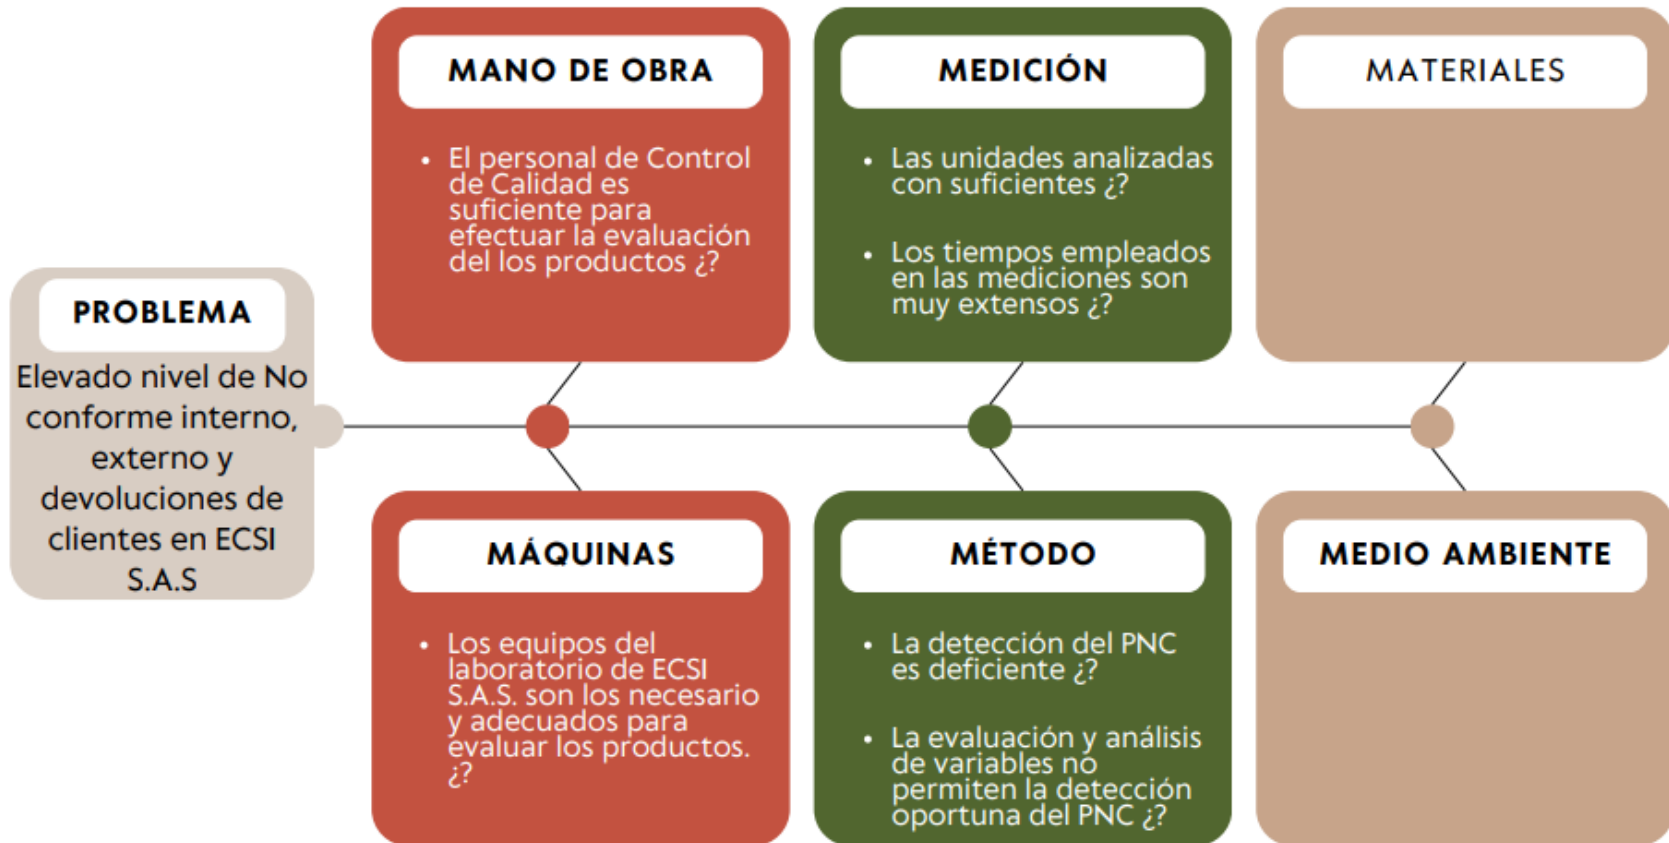 PROBLEMA
Elevado nivel de No
conforme interno,
externo y
devoluciones de
clientes en ECSI
S.A.S
MANO DE OBRA
• El personal de Control
de Calidad es
suficiente para
efectuar la evaluación
del los productos ¿?
MEDICIÓN
• Las unidades analizadas
con suficientes ¿?
• Los tiempos empleados
en las mediciones son
muy extensos ¿?
MATERIALES
MÁQUINAS
• Los equipos del
laboratorio de ECSI
S.A.S. son los necesario
y adecuados para
evaluar los productos.
¿?
MÉTODO
• La detección del PNC
es deficiente ¿?
• La evaluación y análisis
de variables no
permiten la detección
oportuna del PNC ¿?
MEDIO AMBIENTE